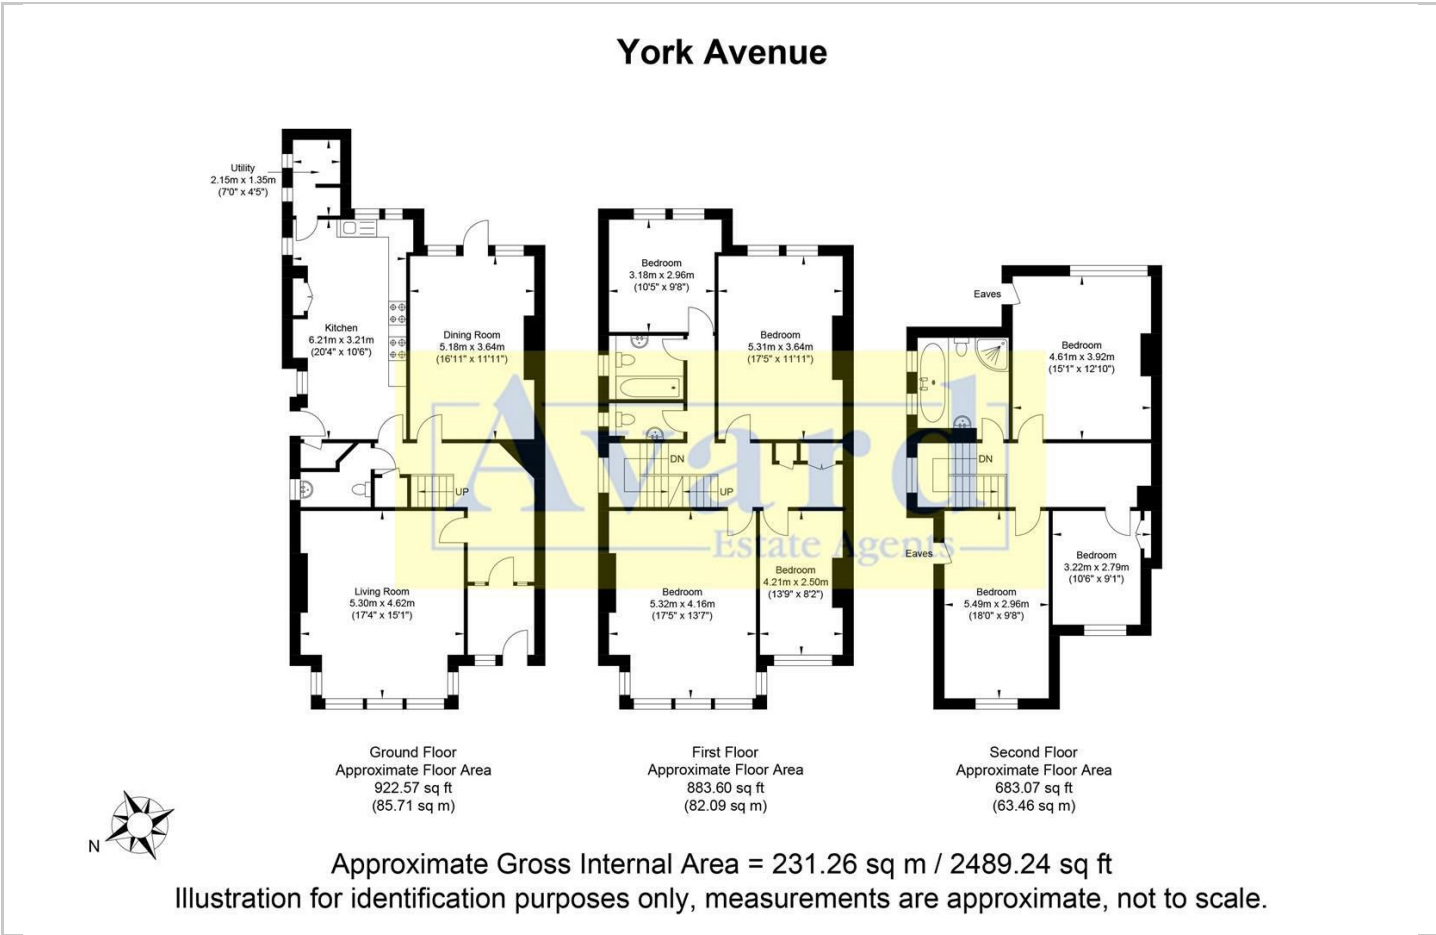 York Avenue
Utility
2.15m x 1.35m
(7'0" x 4'5")
Kitchen
6.21m x 3.21m
(20'4" x 10'6")
Dining Room
5.18m x 3.64m
(16'11" x 11'11")
UP
Living Room
5.30m x 4.62m
(17'4" x 15'1")
Bedroom
3.18m x 2.96m
(10'5" x 9'8")
Bedroom
5.31m x 3.64m
(17'5" x 11'11")
DN
UP
Bedroom
5.32m x 4.16m
(17'5" x 13'7")
Bedroom
4.21m x 2.50m
(13'9" x 8'2")
Eaves
Bedroom
4.61m x 3.92m
(15'1" x 12'10")
DN
Eaves
Bedroom
5.49m x 2.96m
(18'0" x 9'8")
Bedroom
3.22m x 2.79m
(10'6" x 9'1")
Avard
Estate Agents
Ground Floor
Approximate Floor Area
922.57 sq ft
(85.71 sq m)
First Floor
Approximate Floor Area
883.60 sq ft
(82.09 sq m)
Second Floor
Approximate Floor Area
683.07 sq ft
(63.46 sq m)
N
Approximate Gross Internal Area = 231.26 sq m / 2489.24 sq ft
Illustration for identification purposes only, measurements are approximate, not to scale.